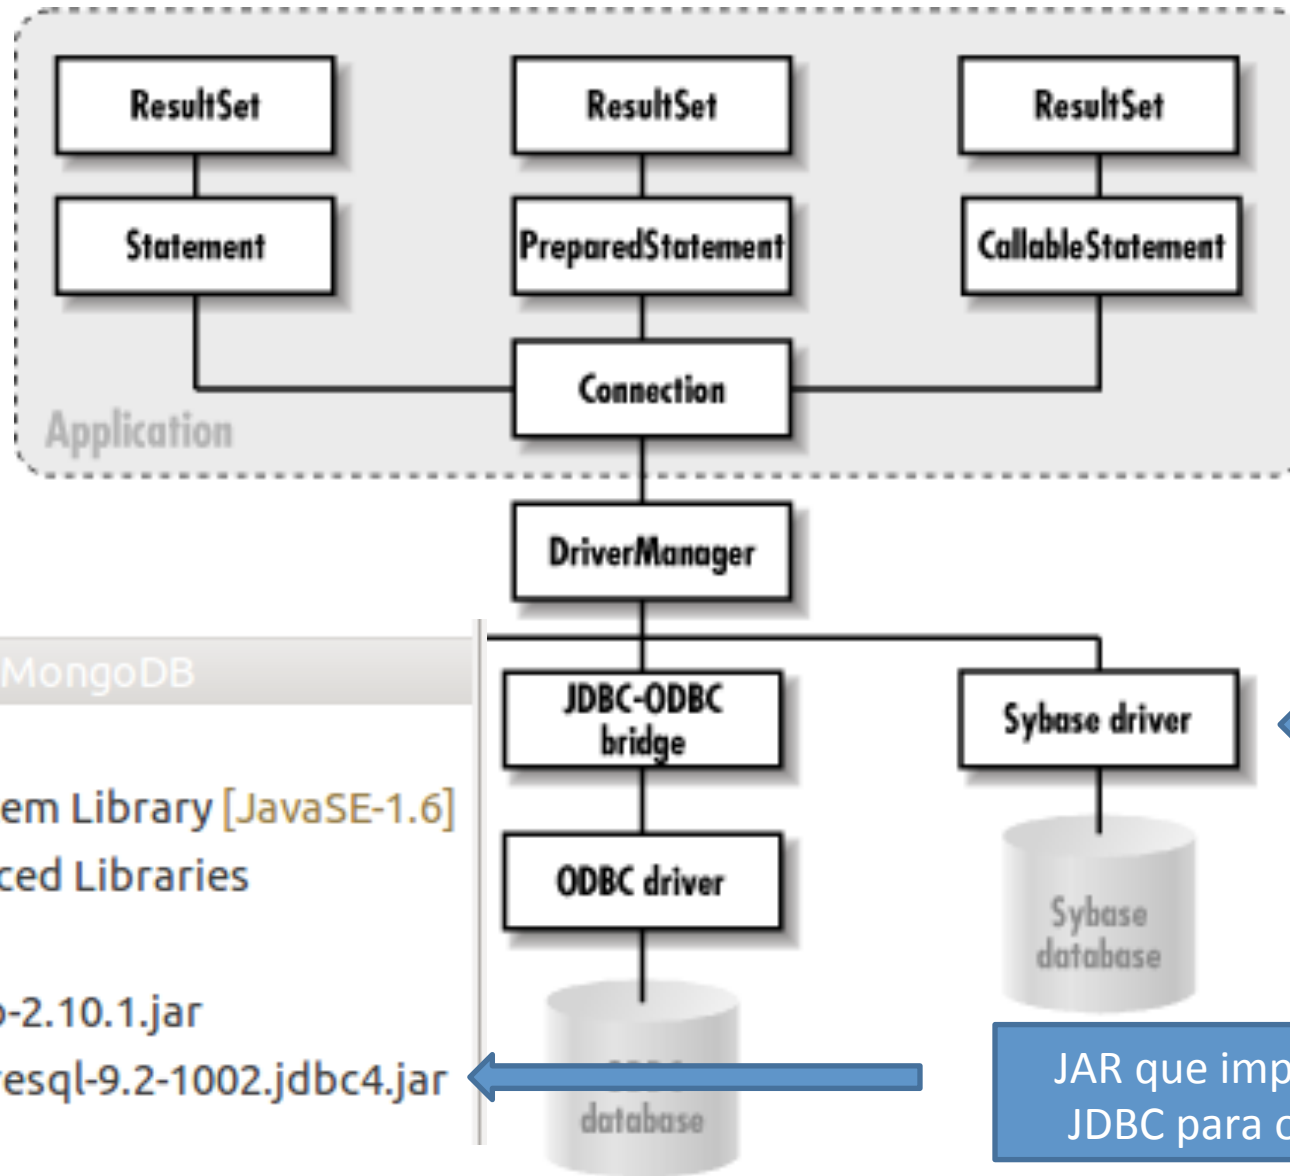 ResultSet
ResultSet
ResultSet
Statement
PreparedStatement
CallableStatement
Connection
Application
DriverManager
MongoDB
JDBC-ODBC
bridge
Sybase driver
em Library [JavaSE-1.6]
ced Libraries
ODBC driver
Sybase
database
-2.10.1.jar
resql-9.2-1002.jdbc4.jar
database
JAR que imp
JDBC para